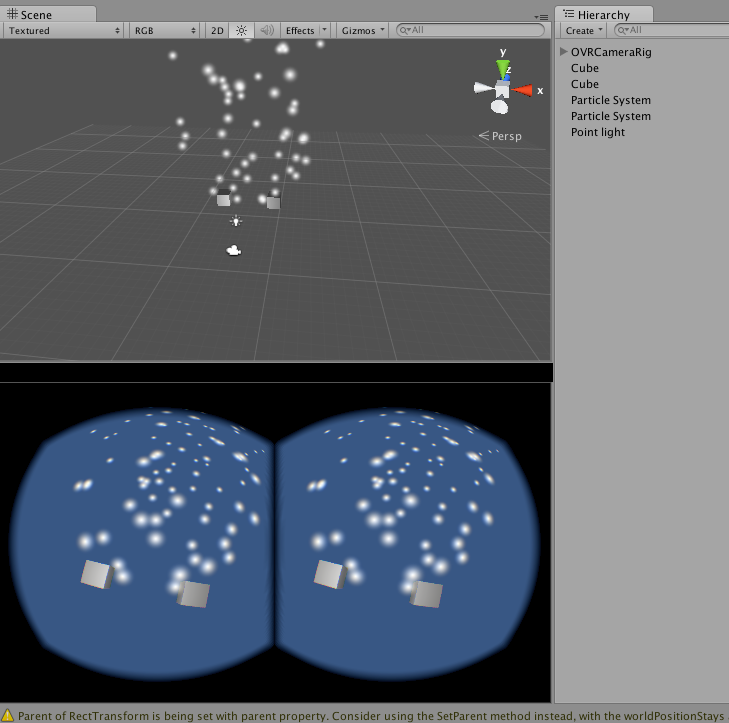 Scene
Textured RGB 2D Effects Gizmos All
y
z
x
Persp
Hierarchy
Create All
OVRCameraRig
Cube
Cube
Particle System
Particle System
Point light
Parent of RectTransform is being set with parent property. Consider using the SetParent method instead, with the worldPositionStays